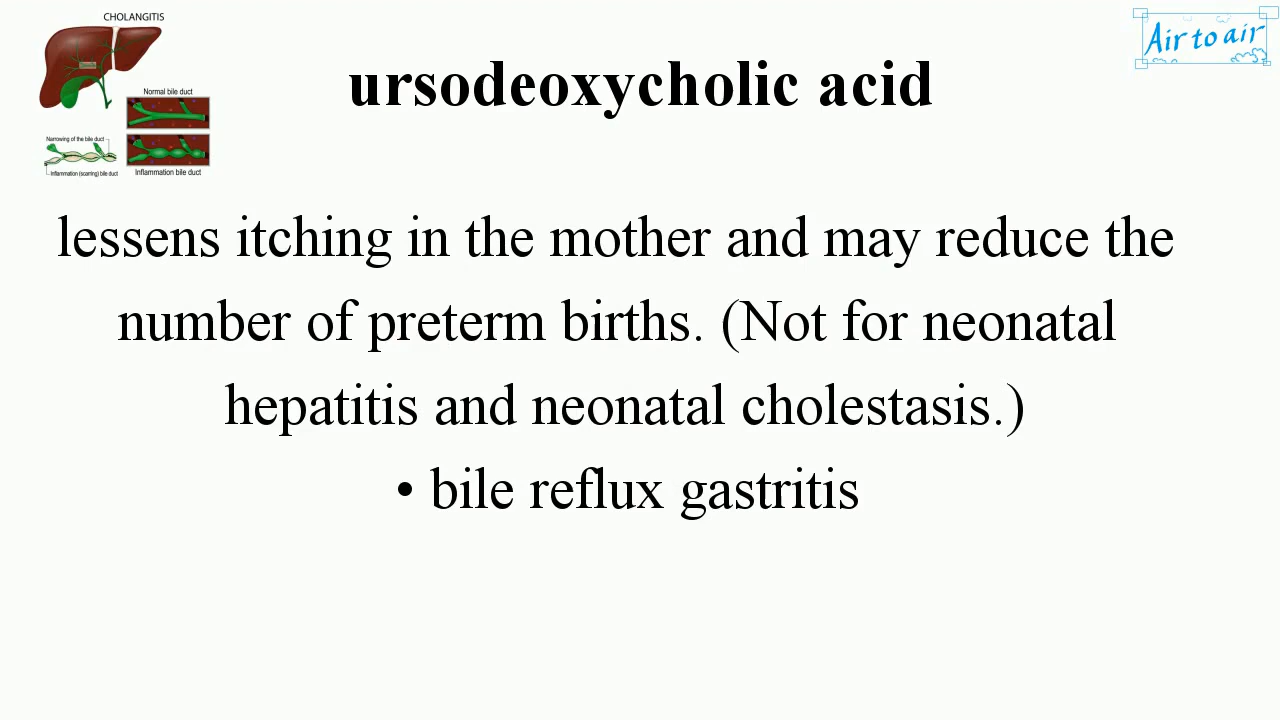 CHOLANGITIS
Normal bile duct
Narrowing of the bile duct
Inflammation (scarring) bile duct
Inflammation bile duct
Air to air
ursodeoxycholic acid
lessens itching in the mother and may reduce the
number of preterm births. (Not for neonatal
hepatitis and neonatal cholestasis.)
• bile reflux gastritis